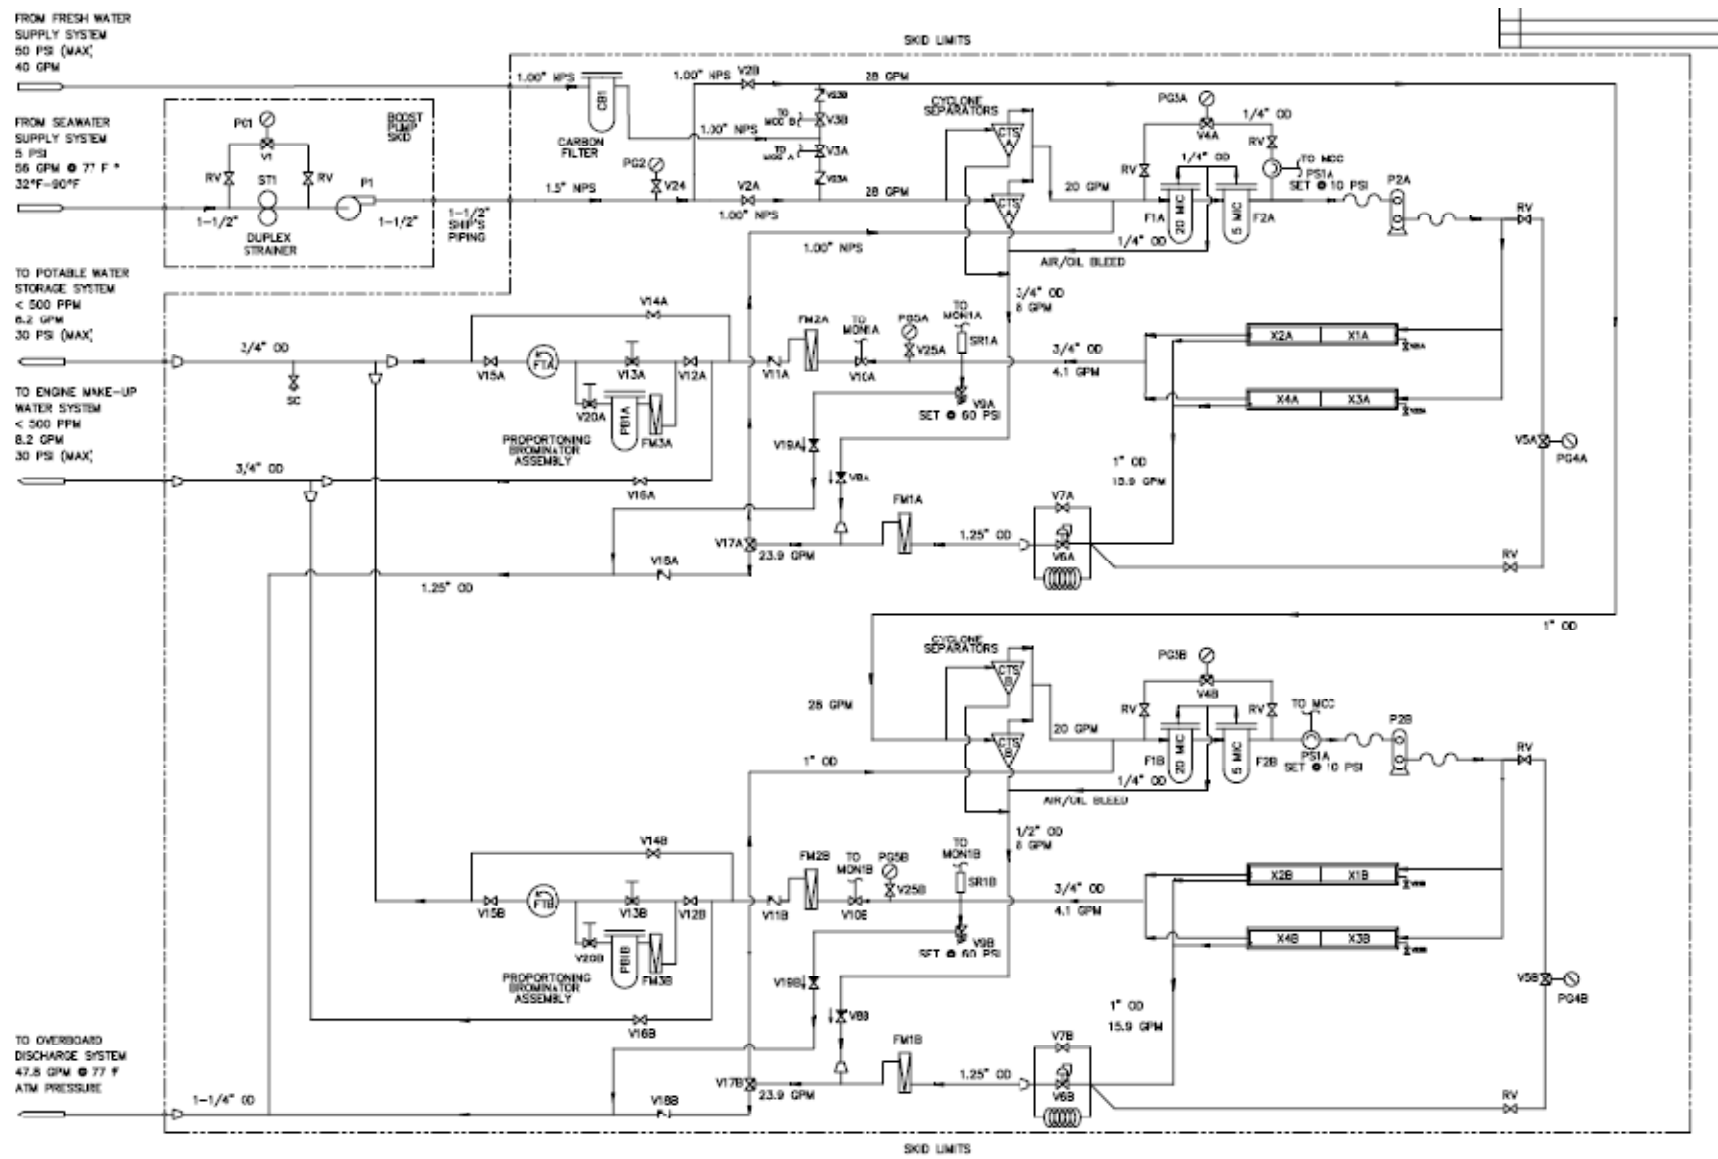 FROM FRESH WATER
SUPPLY SYSTEM
50 PSI (MAX)
40 GPM
FROM SEAWATER
SUPPLY SYSTEM
5 PSI
56 GPM @ 77 F *
32°F-90°F
1-1/2"
PG1
V1
RV
ST1
RV
DUPLEX
STRAINER
P1
1-1/2"
BOOST
PUMP
SKID
1-1/2"
SHIP'S
PIPING
SKID LIMITS
1.00" NPS
CB1
CARBON
FILTER
1.00" NPS
V2B
28 GPM
V23B
TO
MCC B
V3B
1.00" NPS
TO
MCC A
V3A
V23A
PG2
V24
1.5" NPS
V2A
1.00" NPS
28 GPM
1.00" NPS
CYCLONE
SEPARATORS
CTS
A
CTS
A
20 GPM
PG3A
V4A
1/4" OD
RV
RV
1/4" OD
TO MCC
PS1A
SET @ 10 PSI
F1A
20 MIC
5 MIC
F2A
1/4" OD
AIR/OIL BLEED
P2A
RV
3/4" OD
8 GPM
TO POTABLE WATER
STORAGE SYSTEM
< 500 PPM
8.2 GPM
30 PSI (MAX)
3/4" OD
SC
TO ENGINE MAKE-UP
WATER SYSTEM
< 500 PPM
8.2 GPM
30 PSI (MAX)
3/4" OD
V14A
V15A
FTA
V13A
V12A
V20A
PB1A
FM3A
PROPORTONING
BROMINATOR
ASSEMBLY
V16A
V11A
FM2A
TO
MON1A
V10A
PG5A
V25A
TO
MON1A
SR1A
V9A
SET @ 60 PSI
3/4" OD
4.1 GPM
X2A
X1A
X4A
X3A
V5A
PG4A
V19A
V8A
1" OD
15.9 GPM
FM1A
1.25" OD
V7A
V6A
V17A
23.9 GPM
V18A
1.25" OD
RV
1" OD
CYCLONE
SEPARATORS
CTS
B
CTS
B
28 GPM
20 GPM
1" OD
PG3B
V4B
RV
RV
TO MCC
PS1A
SET @ 10 PSI
F1B
20 MIC
5 MIC
F2B
1/4" OD
AIR/OIL BLEED
P2B
RV
1/2" OD
8 GPM
V14B
V15B
FTB
V13B
V12B
V20B
PB1B
FM3B
PROPORTONING
BROMINATOR
ASSEMBLY
V16B
V11B
FM2B
TO
MON1B
V10B
PG5B
V25B
TO
MON1B
SR1B
V9B
SET @ 60 PSI
3/4" OD
4.1 GPM
X2B
X1B
X4B
X3B
V5B
PG4B
V19B
V8B
1" OD
15.9 GPM
FM1B
1.25" OD
V7B
V6B
V17B
23.9 GPM
V18B
RV
TO OVERBOARD
DISCHARGE SYSTEM
47.8 GPM @ 77 F
ATM PRESSURE
1-1/4" OD
SKID LIMITS